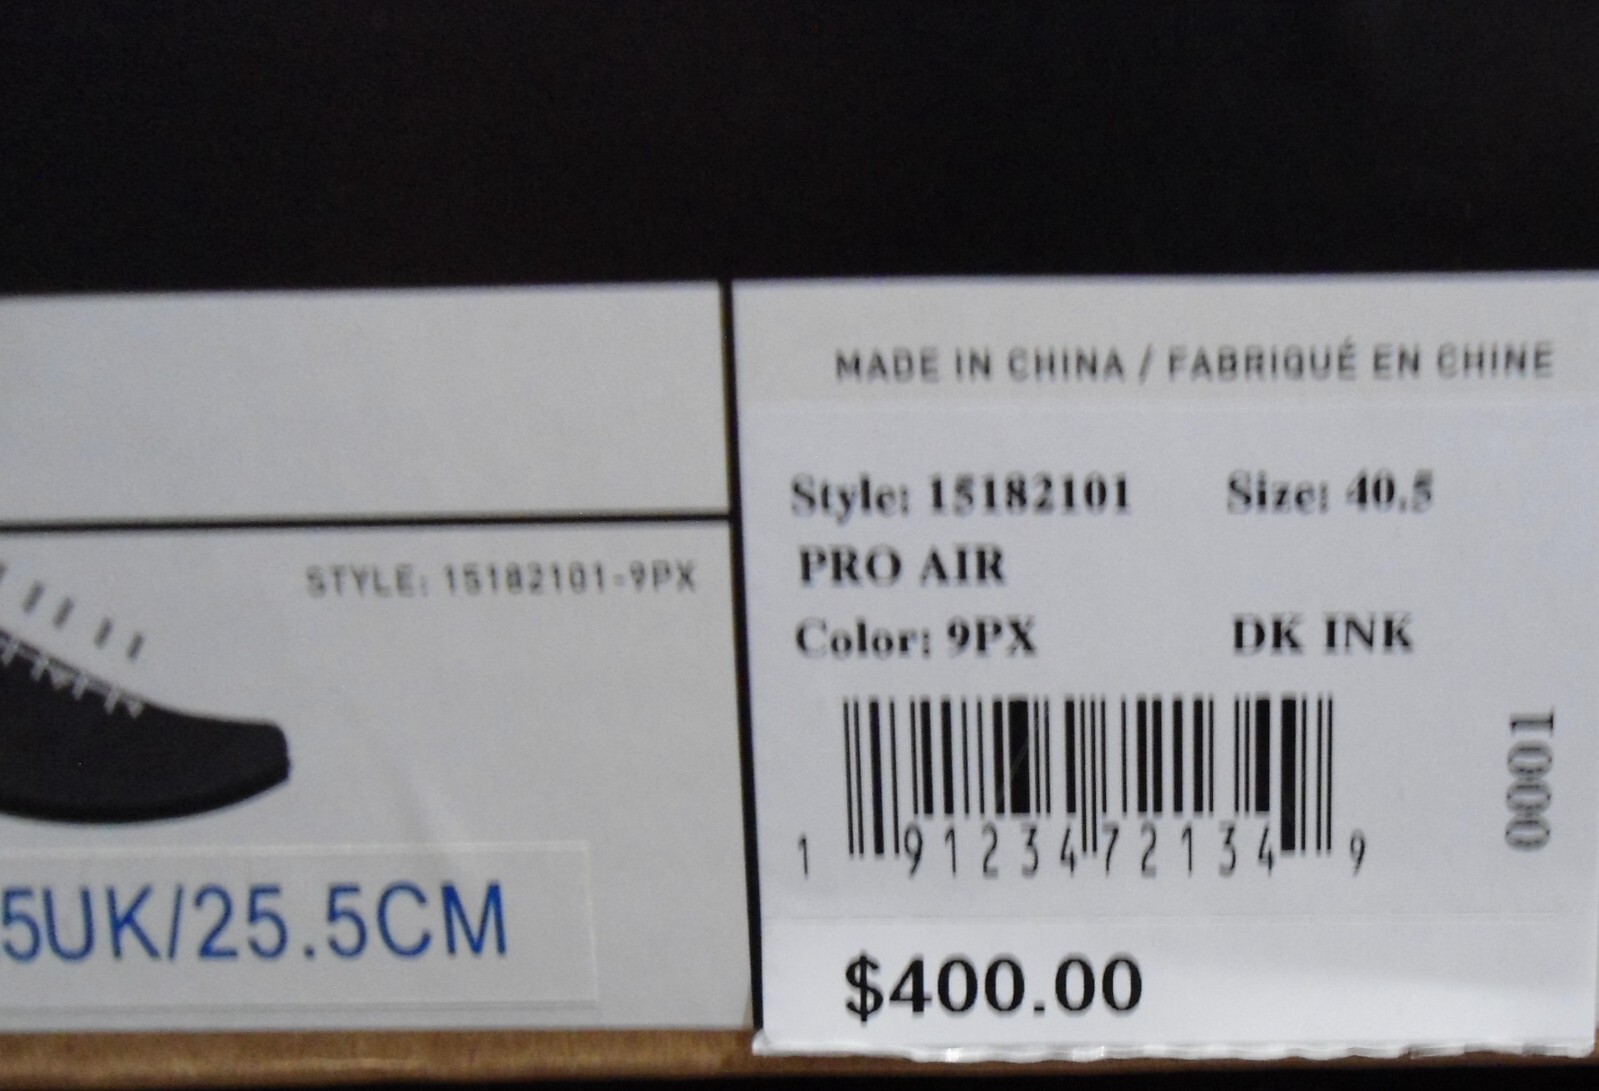 MADE IN CHINA / FABRIQUÉ EN CHINE
Style: 15182101 Size: 40.5
PRO AIR
Color: 9PX DK INK
1 91234 72134 9
0001
$400.00
STYLE: 15182101-9PX
5UK/25.5CM